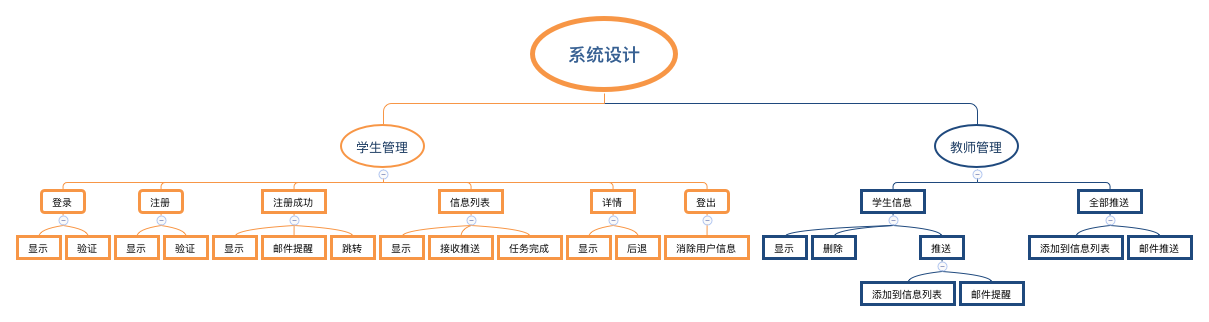 系统设计
学生管理
教师管理
登录
注册
注册成功
信息列表
详情
登出
学生信息
全部推送
显示
验证
显示
验证
显示
邮件提醒
跳转
显示
接收推送
任务完成
显示
后退
消除用户信息
显示
删除
推送
添加到信息列表
邮件推送
添加到信息列表
邮件提醒